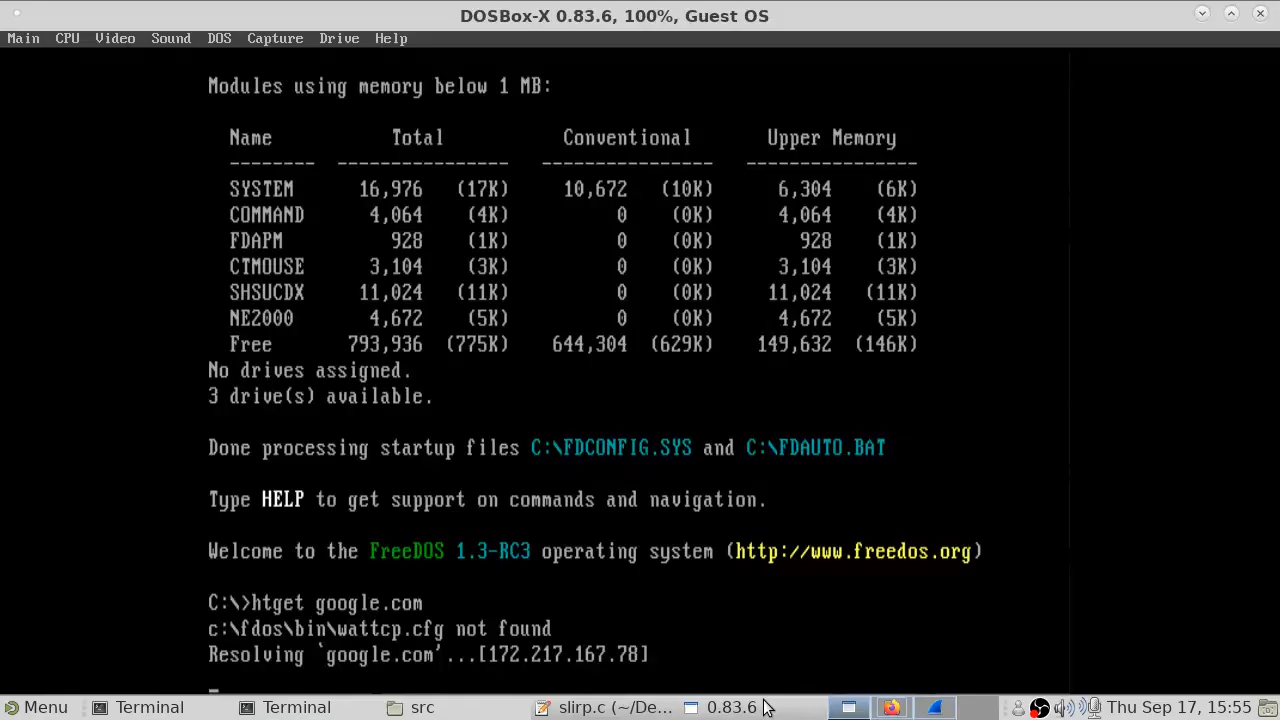 DOSBox-X 0.83.6, 100%, Guest OS
Main CPU Video Sound DOS Capture Drive Help
Modules using memory below 1 MB:
Name Total Conventional Upper Memory
-------- ---------------- ---------------- ----------------
SYSTEM 16,976 (17K) 10,672 (10K) 6,304 (6K)
COMMAND 4,064 (4K) 0 (0K) 4,064 (4K)
FDAPM 928 (1K) 0 (0K) 928 (1K)
CTMOUSE 3,104 (3K) 0 (0K) 3,104 (3K)
SHSUCDX 11,024 (11K) 0 (0K) 11,024 (11K)
NE2000 4,672 (5K) 0 (0K) 4,672 (5K)
Free 793,936 (775K) 644,304 (629K) 149,632 (146K)
No drives assigned.
3 drive(s) available.
Done processing startup files C:\FDCONFIG.SYS and C:\FDAUTO.BAT
Type HELP to get support on commands and navigation.
Welcome to the FreeDOS 1.3-RC3 operating system (http://www.freedos.org)
C:\>htget google.com
c:\fdos\bin\wattcp.cfg not found
Resolving `google.com'...[172.217.167.78]
Menu Terminal Terminal src slirp.c (~/De... 0.83.6 Thu Sep 17, 15:55